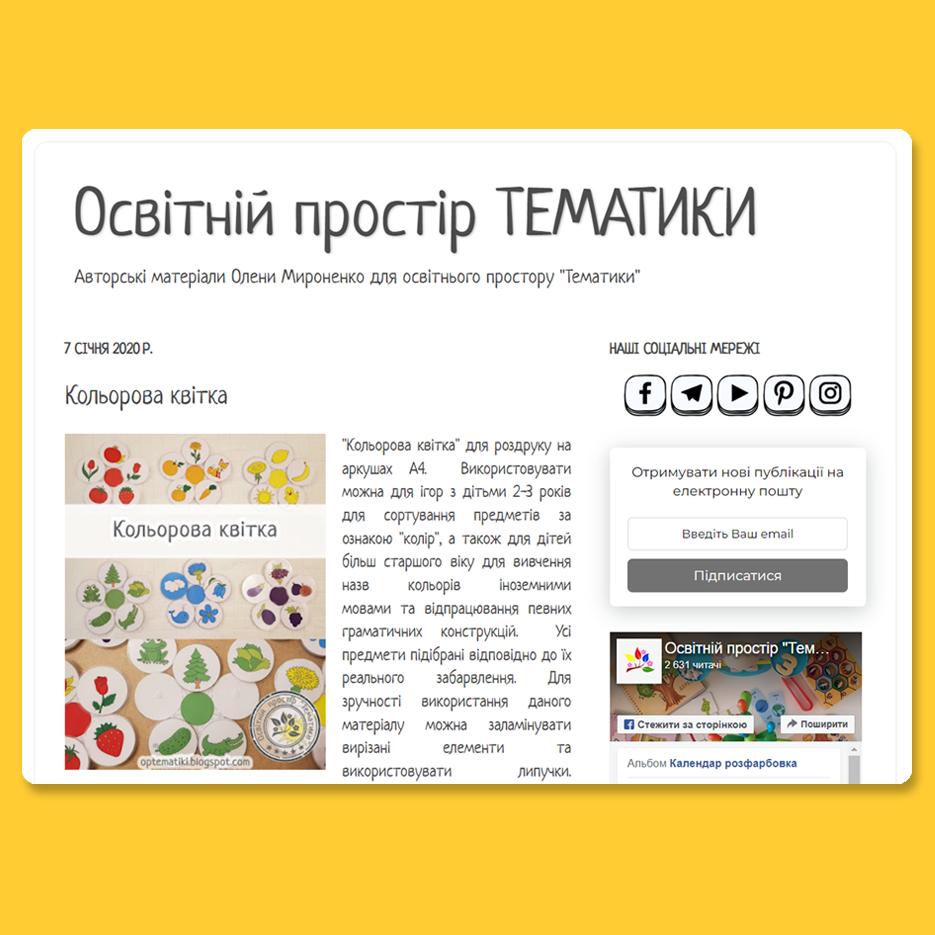 Освітній простір ТЕМАТИКИ
Авторські матеріали Олени Мироненко для освітнього простору "Тематики"
7 СІЧНЯ 2020 Р.
Кольорова квітка
Кольорова квітка
optematiki.blogspot.com
"Кольорова квітка" для роздруку на
аркушах А4. Використовувати
можна для ігор з дітьми 2–3 років
для сортування предметів за
ознакою "колір", а також для дітей
більш старшого віку для вивчення
назв кольорів іноземними
мовами та відпрацювання певних
граматичних конструкцій. Усі
предмети підібрані відповідно до їх
реального забарвлення. Для
зручності використання даного
матеріалу можна заламінувати
вирізані елементи та
використовувати липучки.
НАШІ СОЦІАЛЬНІ МЕРЕЖІ
Отримувати нові публікації на
електронну пошту
Введіть Ваш email
Підписатися
Освітній простір "Тем...
2 631 читачі
Стежити за сторінкою
Поширити
Альбом Календар розфарбовка